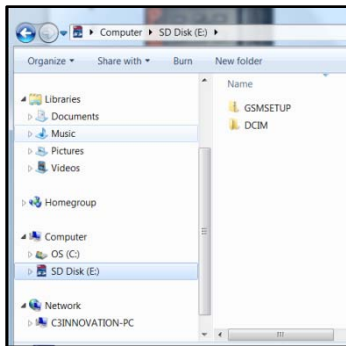 Computer SD Disk (E:)
Organize Share with Burn New folder
Name
Libraries
Documents
Music
Pictures
Videos
Homegroup
Computer
OS (C:)
SD Disk (E:)
Network
C3INNOVATION-PC
GSMSETUP
DCIM